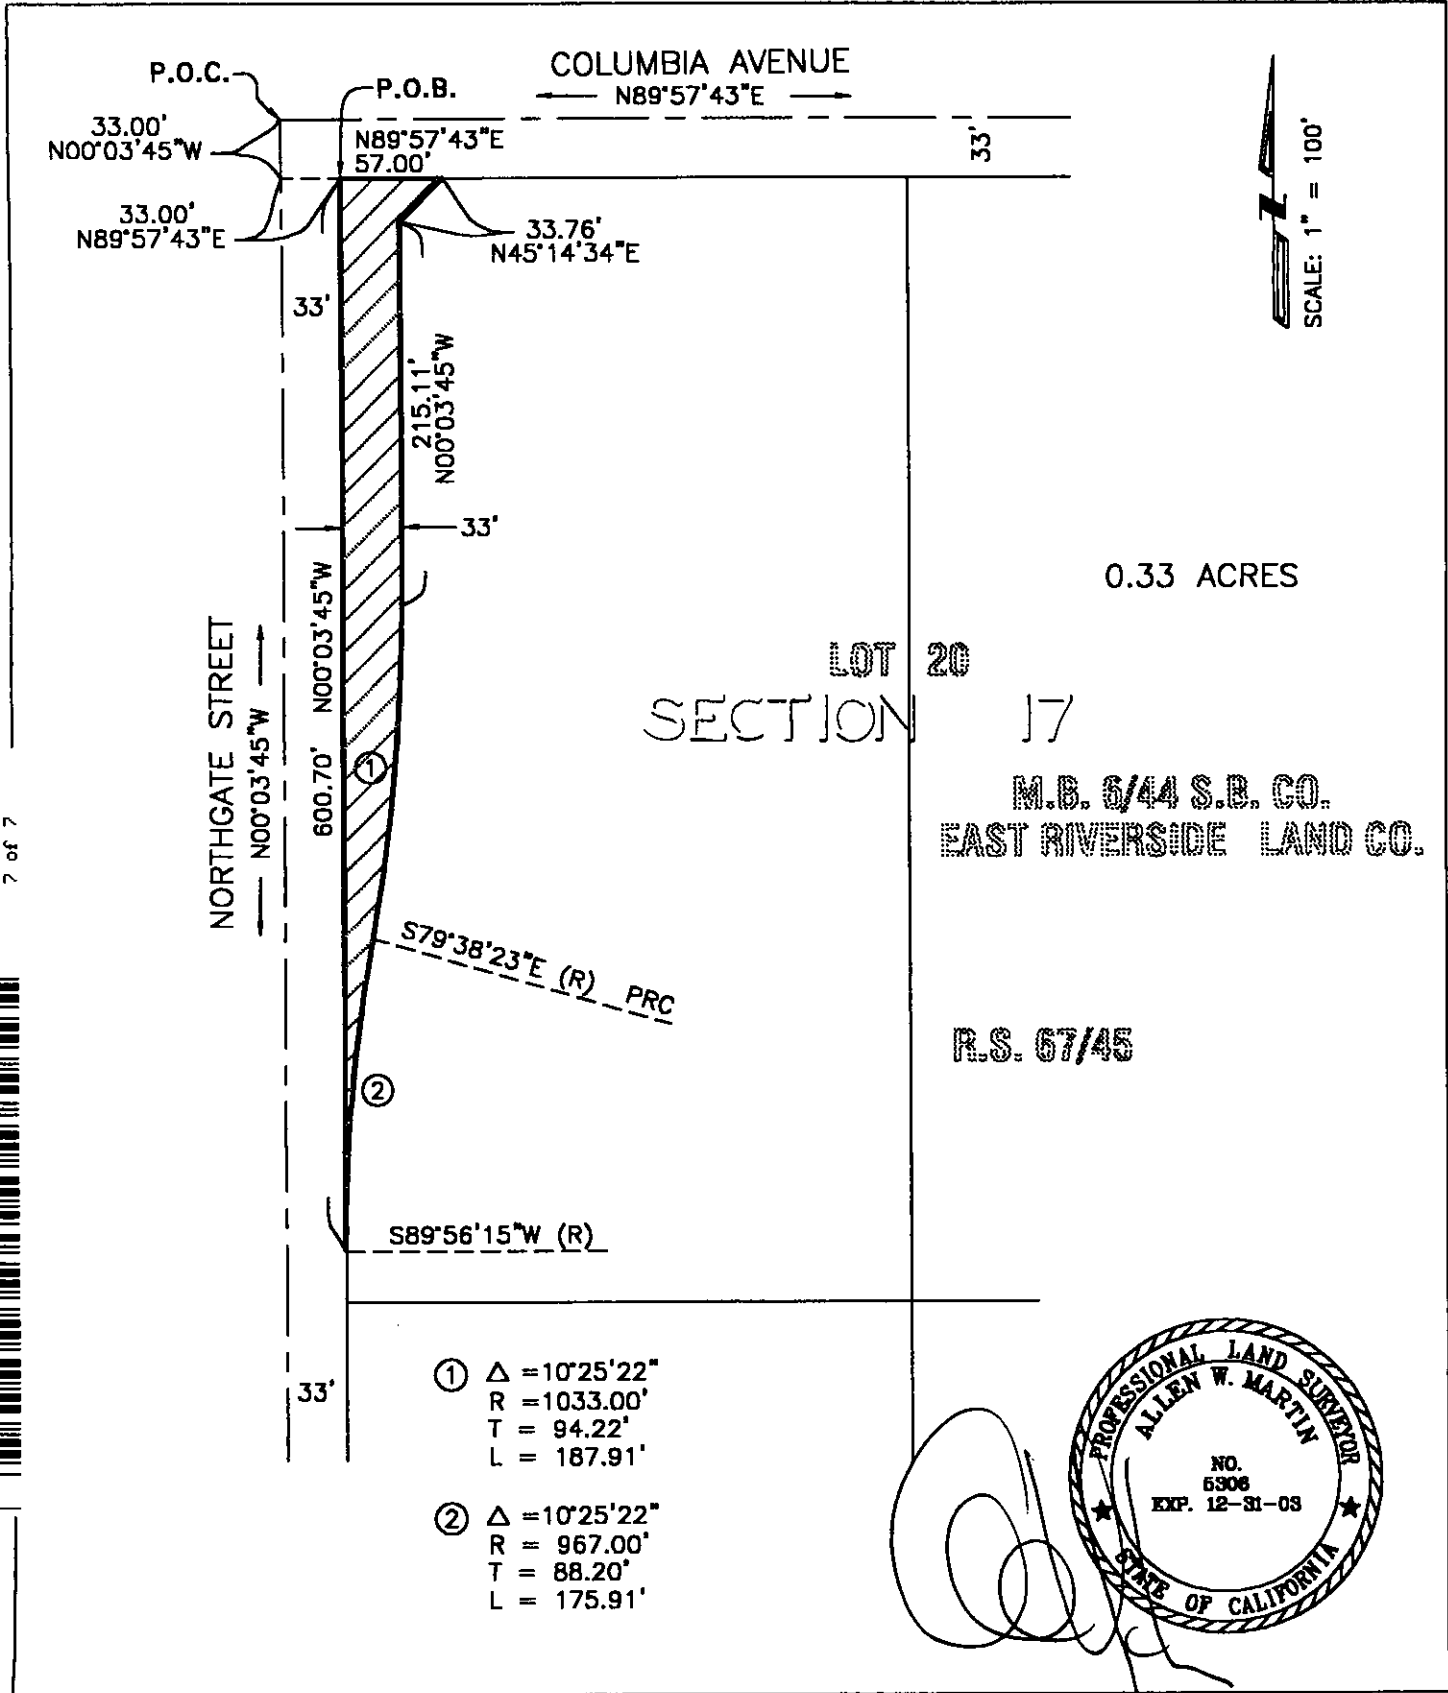 P.O.C.
P.O.B.
COLUMBIA AVENUE
N89°57'43"E
33.00'
N00°03'45"W
N89°57'43"E
57.00'
33'
33.00'
N89°57'43"E
33.76'
N45°14'34"E
SCALE: 1" = 100'
33'
215.11'
N00°03'45"W
33'
NORTHGATE STREET
N00°03'45"W
600.70' N00°03'45"W
0.33 ACRES
LOT 20
SECTION 17
1
M.B. 6/44 S.B. CO.
EAST RIVERSIDE LAND CO.
7 of 7
S79°38'23"E (R) PRC
R.S. 67/45
2
S89°56'15"W (R)
33'
1 Δ =10°25'22"
R =1033.00'
T = 94.22'
L = 187.91'
2 Δ =10°25'22"
R = 967.00'
T = 88.20'
L = 175.91'
PROFESSIONAL LAND SURVEYOR
ALLEN W. MARTIN
NO.
5306
EXP. 12-31-03
STATE OF CALIFORNIA